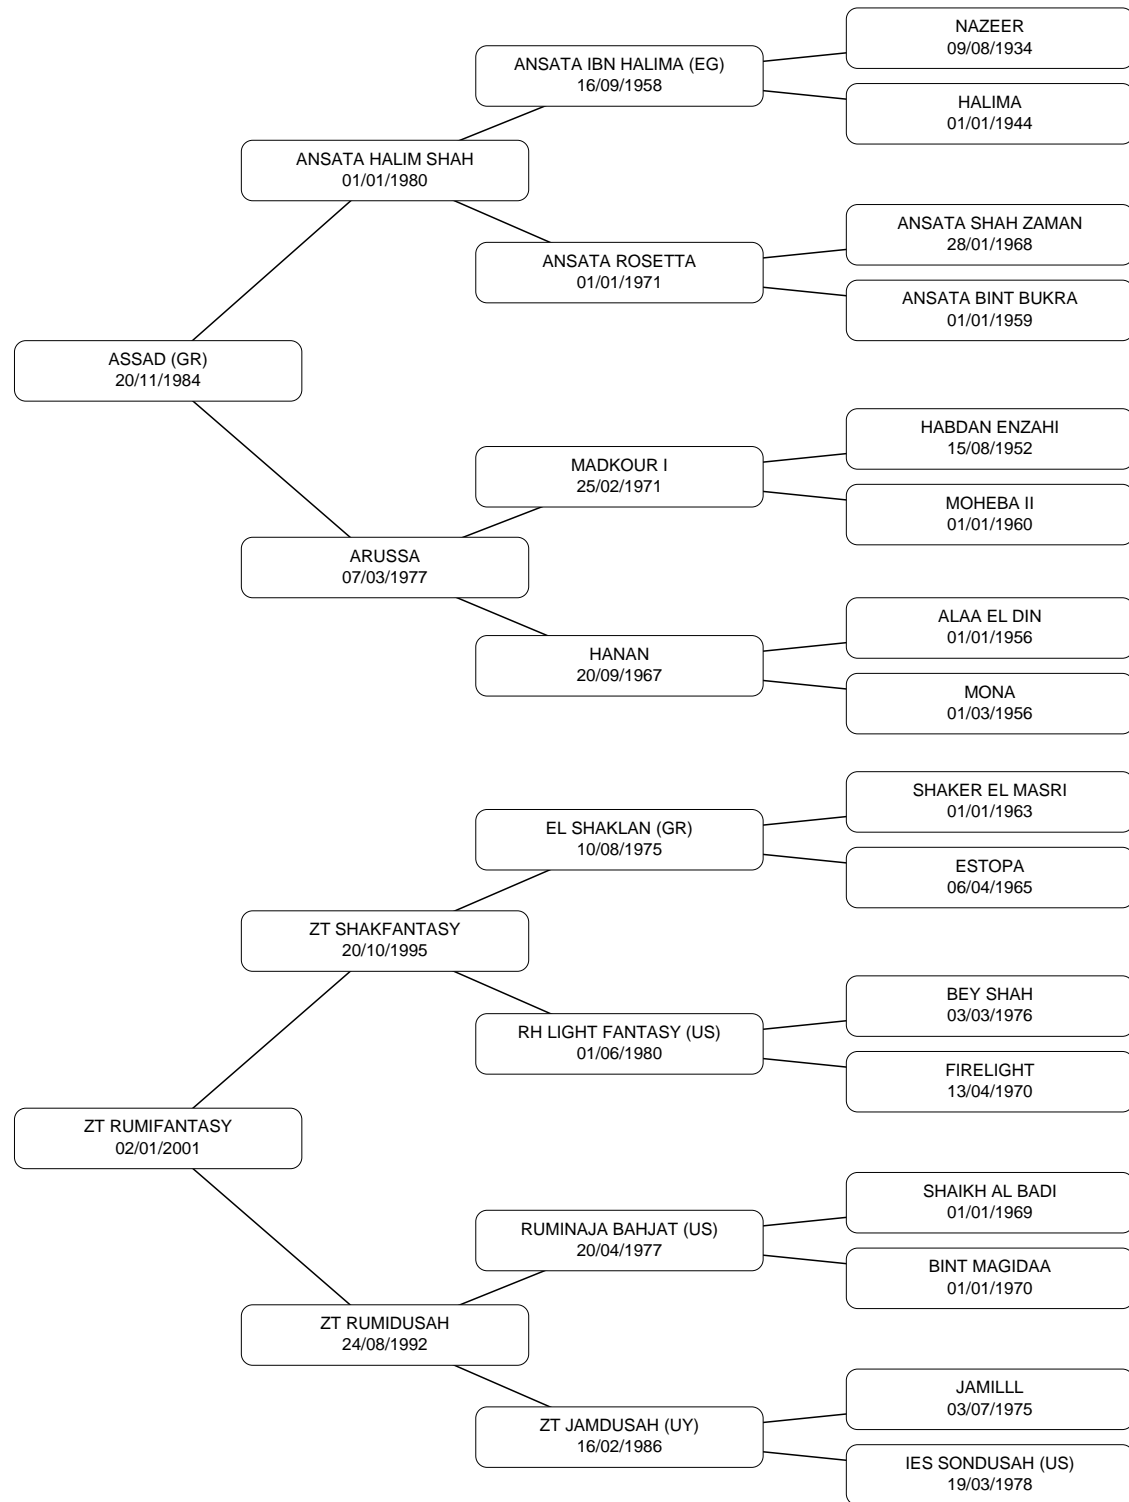 NAZEER
09/08/1934
ANSATA IBN HALIMA (EG)
16/09/1958
HALIMA
01/01/1944
ANSATA HALIM SHAH
01/01/1980
ANSATA SHAH ZAMAN
28/01/1968
ANSATA ROSETTA
01/01/1971
ANSATA BINT BUKRA
01/01/1959
ASSAD (GR)
20/11/1984
HABDAN ENZAHI
15/08/1952
MADKOUR I
25/02/1971
MOHEBA II
01/01/1960
ARUSSA
07/03/1977
ALAA EL DIN
01/01/1956
HANAN
20/09/1967
MONA
01/03/1956
SHAKER EL MASRI
01/01/1963
EL SHAKLAN (GR)
10/08/1975
ESTOPA
06/04/1965
ZT SHAKFANTASY
20/10/1995
BEY SHAH
03/03/1976
RH LIGHT FANTASY (US)
01/06/1980
FIRELIGHT
13/04/1970
ZT RUMIFANTASY
02/01/2001
SHAIKH AL BADI
01/01/1969
RUMINAJA BAHJAT (US)
20/04/1977
BINT MAGIDAA
01/01/1970
ZT RUMIDUSAH
24/08/1992
JAMILLL
03/07/1975
ZT JAMDUSAH (UY)
16/02/1986
IES SONDUSAH (US)
19/03/1978